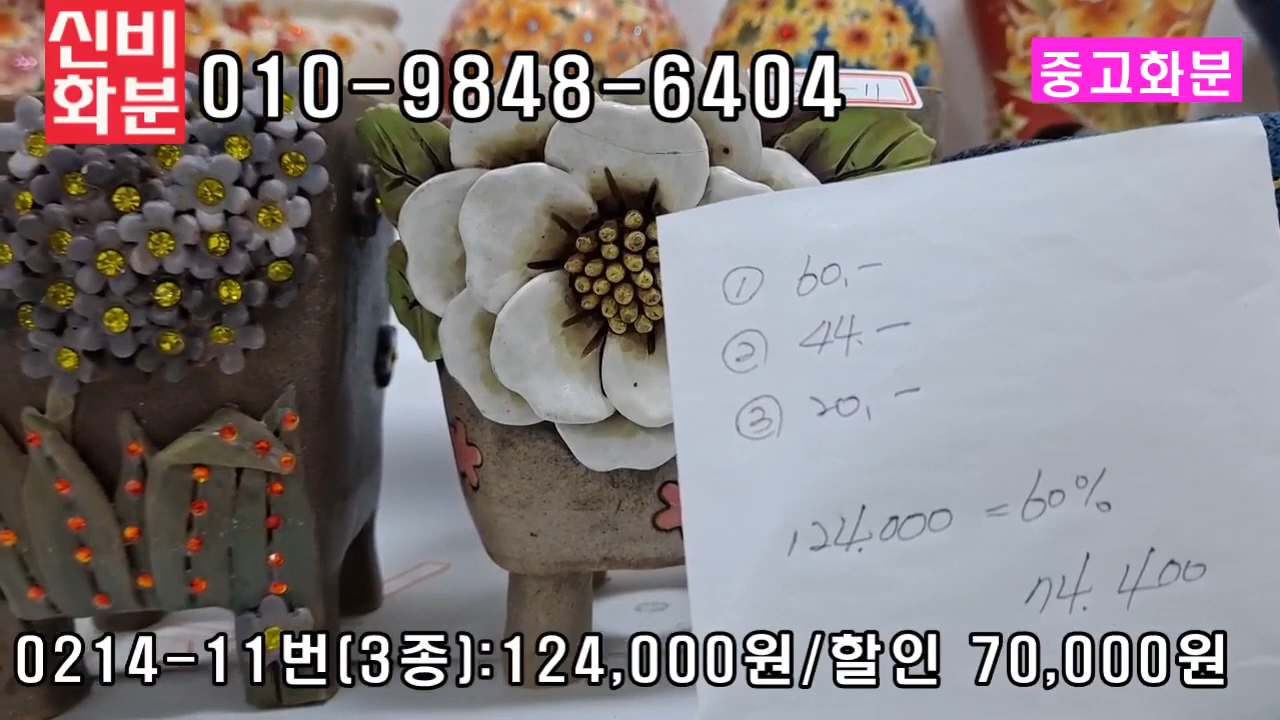 신비
화분
010-9848-6404
-11
중고화분
① 60,-
② 44.-
③ 20,-
124.000 = 60%
74.400
0214-11번(3종):124,000원/할인 70,000원